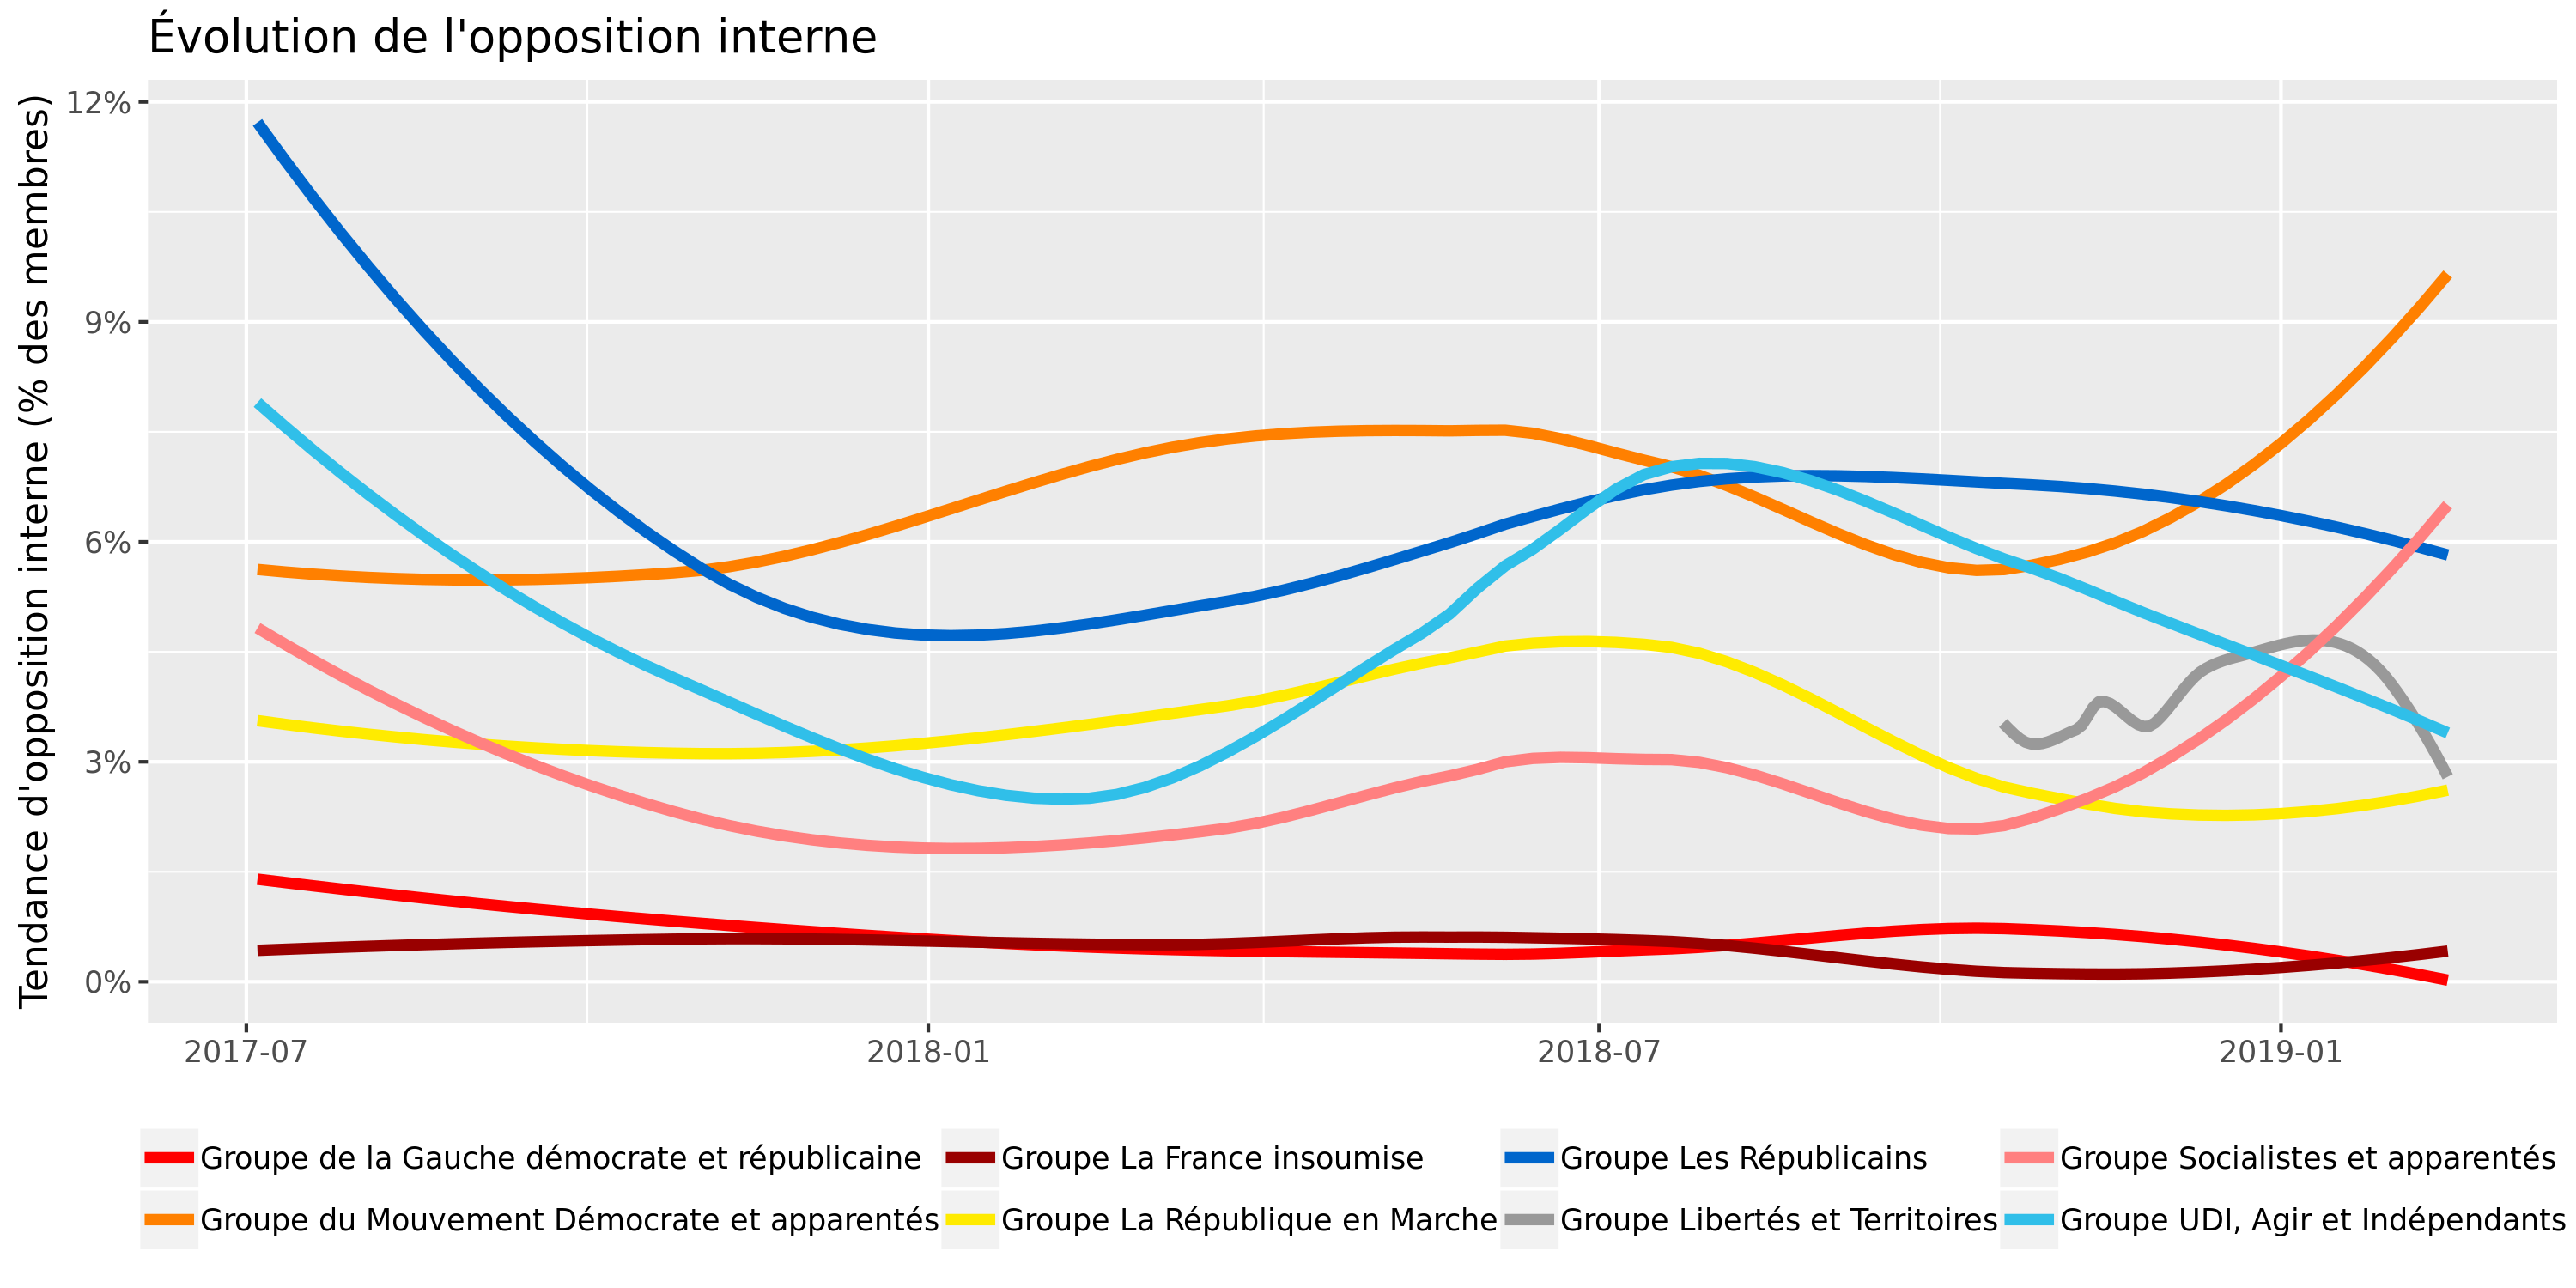 Évolution de l'opposition interne
Tendance d'opposition interne (% des membres)
12%
9%
6%
3%
0%
2017-07 2018-01 2018-07 2019-01
Groupe de la Gauche démocrate et républicaine Groupe La France insoumise Groupe Les Républicains Groupe Socialistes et apparentés
Groupe du Mouvement Démocrate et apparentés Groupe La République en Marche Groupe Libertés et Territoires Groupe UDI, Agir et Indépendants